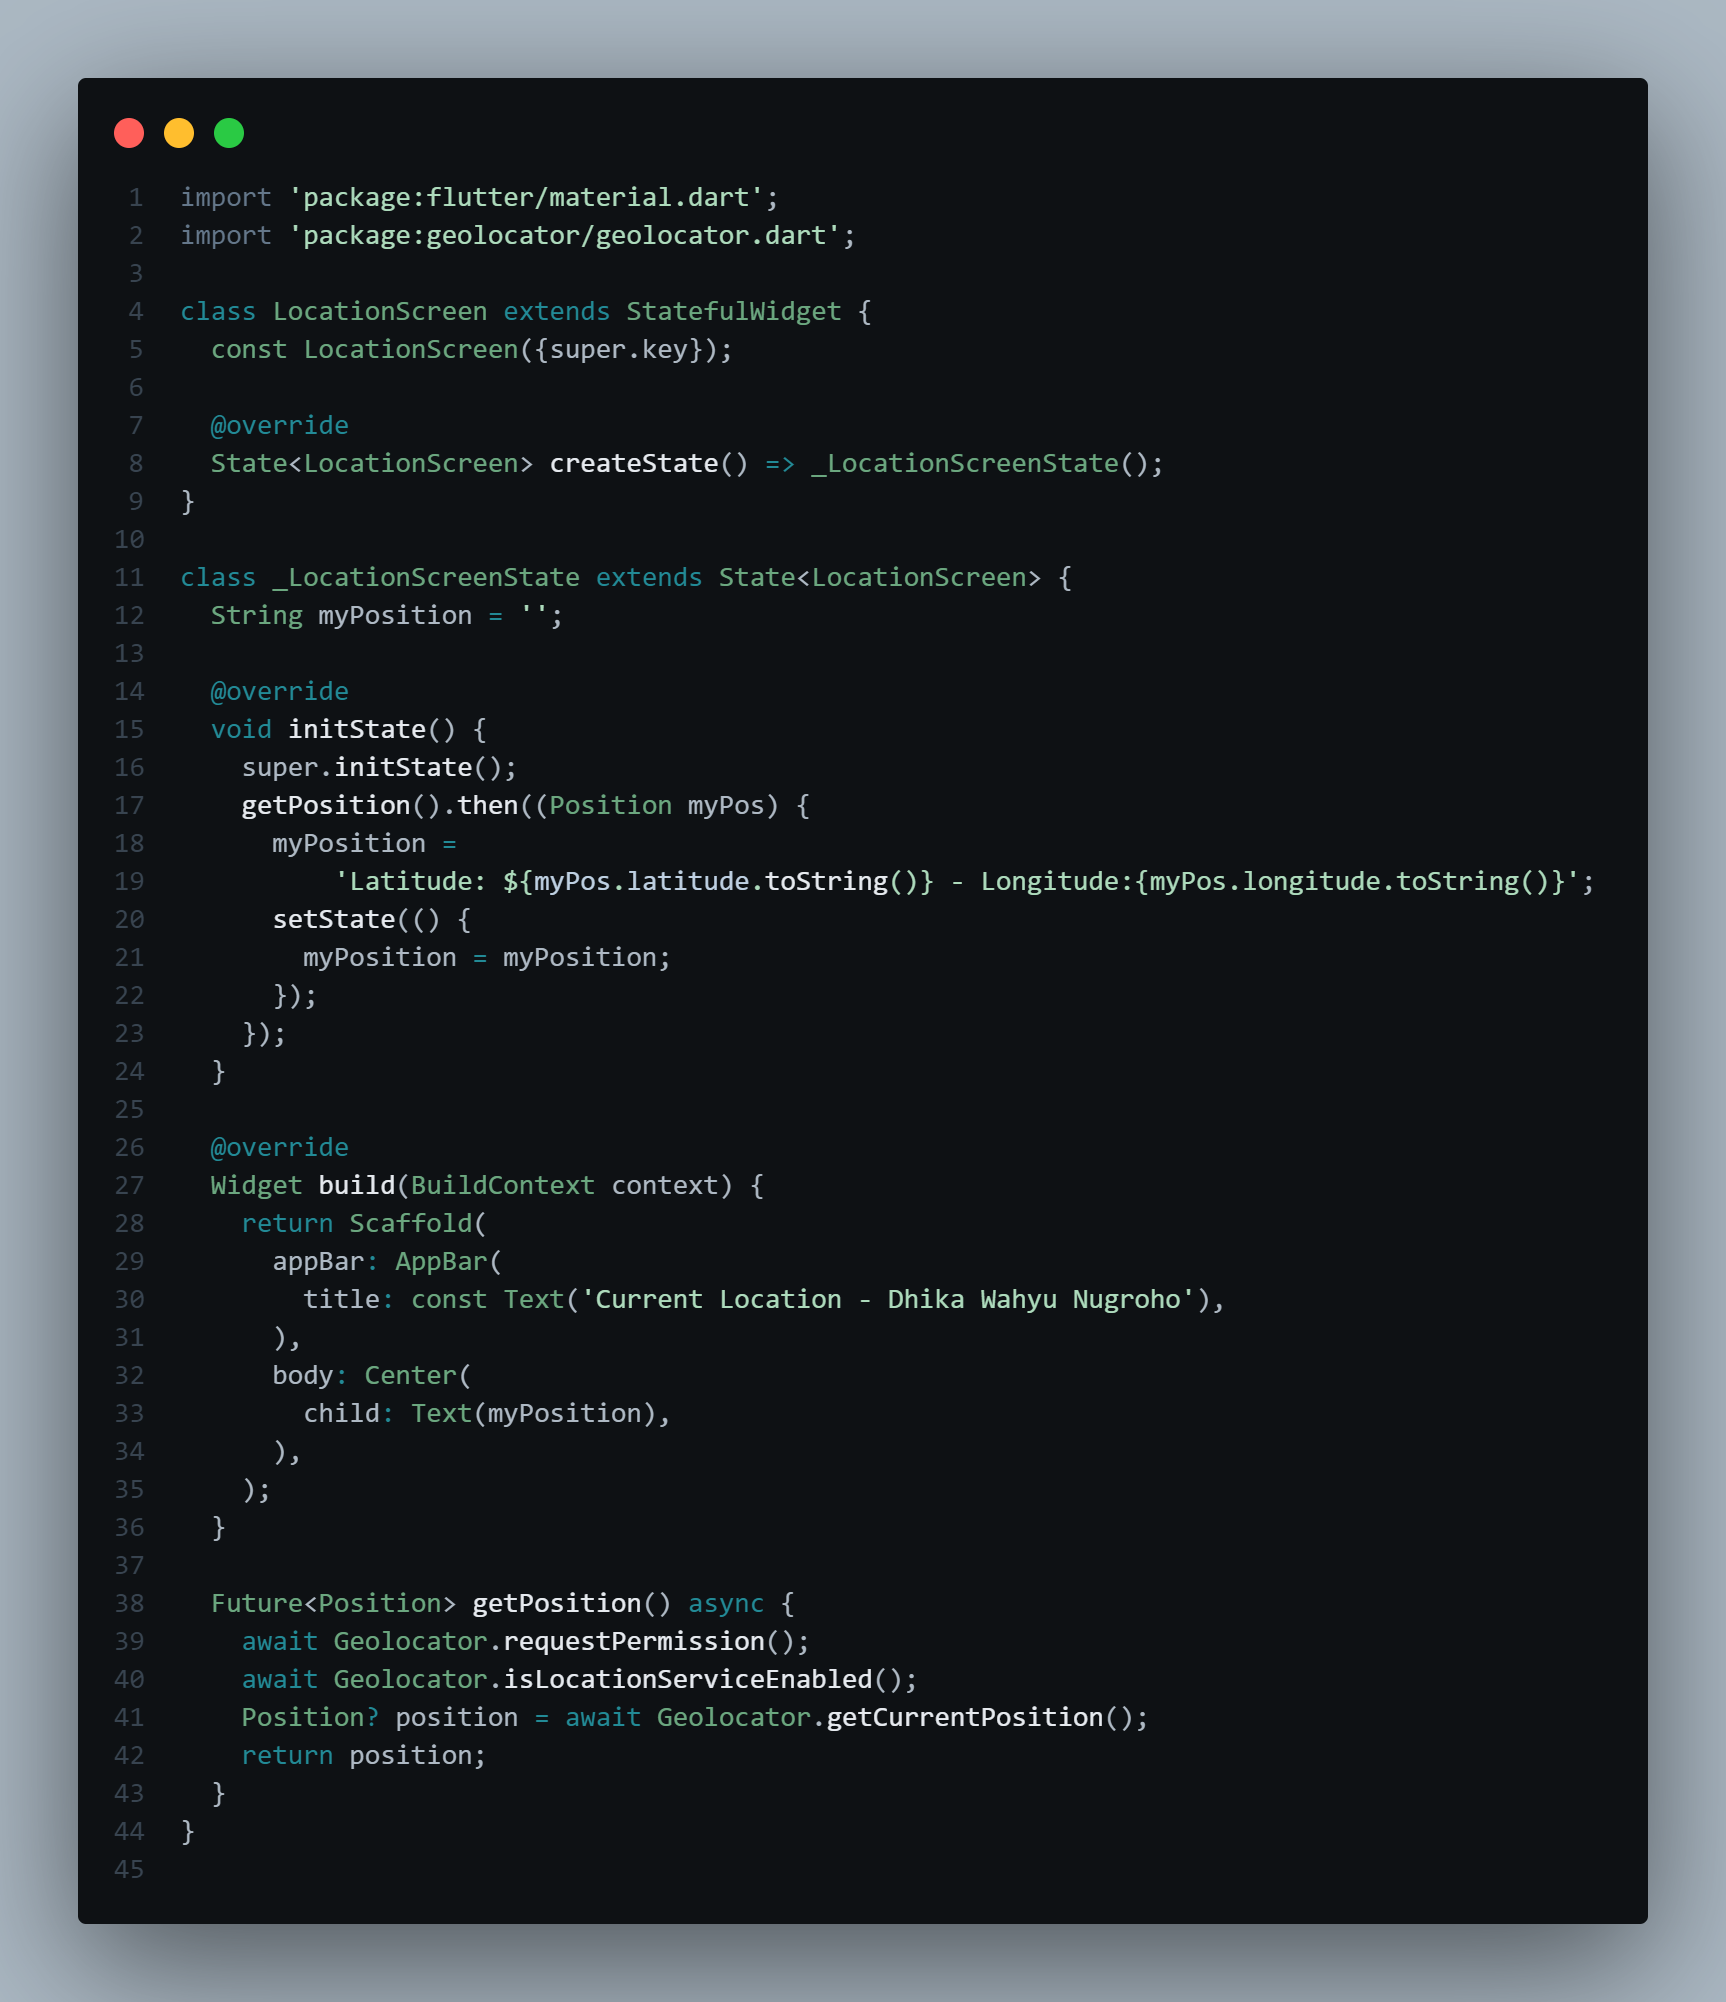 1 import 'package:flutter/material.dart';
2 import 'package:geolocator/geolocator.dart';
3
4 class LocationScreen extends StatefulWidget {
5   const LocationScreen({super.key});
6
7   @override
8   State<LocationScreen> createState() => _LocationScreenState();
9 }
10
11 class _LocationScreenState extends State<LocationScreen> {
12   String myPosition = '';
13
14   @override
15   void initState() {
16     super.initState();
17     getPosition().then((Position myPos) {
18       myPosition =
19           'Latitude: ${myPos.latitude.toString()} - Longitude:{myPos.longitude.toString()}';
20       setState(() {
21         myPosition = myPosition;
22       });
23     });
24   }
25
26   @override
27   Widget build(BuildContext context) {
28     return Scaffold(
29       appBar: AppBar(
30         title: const Text('Current Location - Dhika Wahyu Nugroho'),
31       ),
32       body: Center(
33         child: Text(myPosition),
34       ),
35     );
36   }
37
38   Future<Position> getPosition() async {
39     await Geolocator.requestPermission();
40     await Geolocator.isLocationServiceEnabled();
41     Position? position = await Geolocator.getCurrentPosition();
42     return position;
43   }
44 }
45